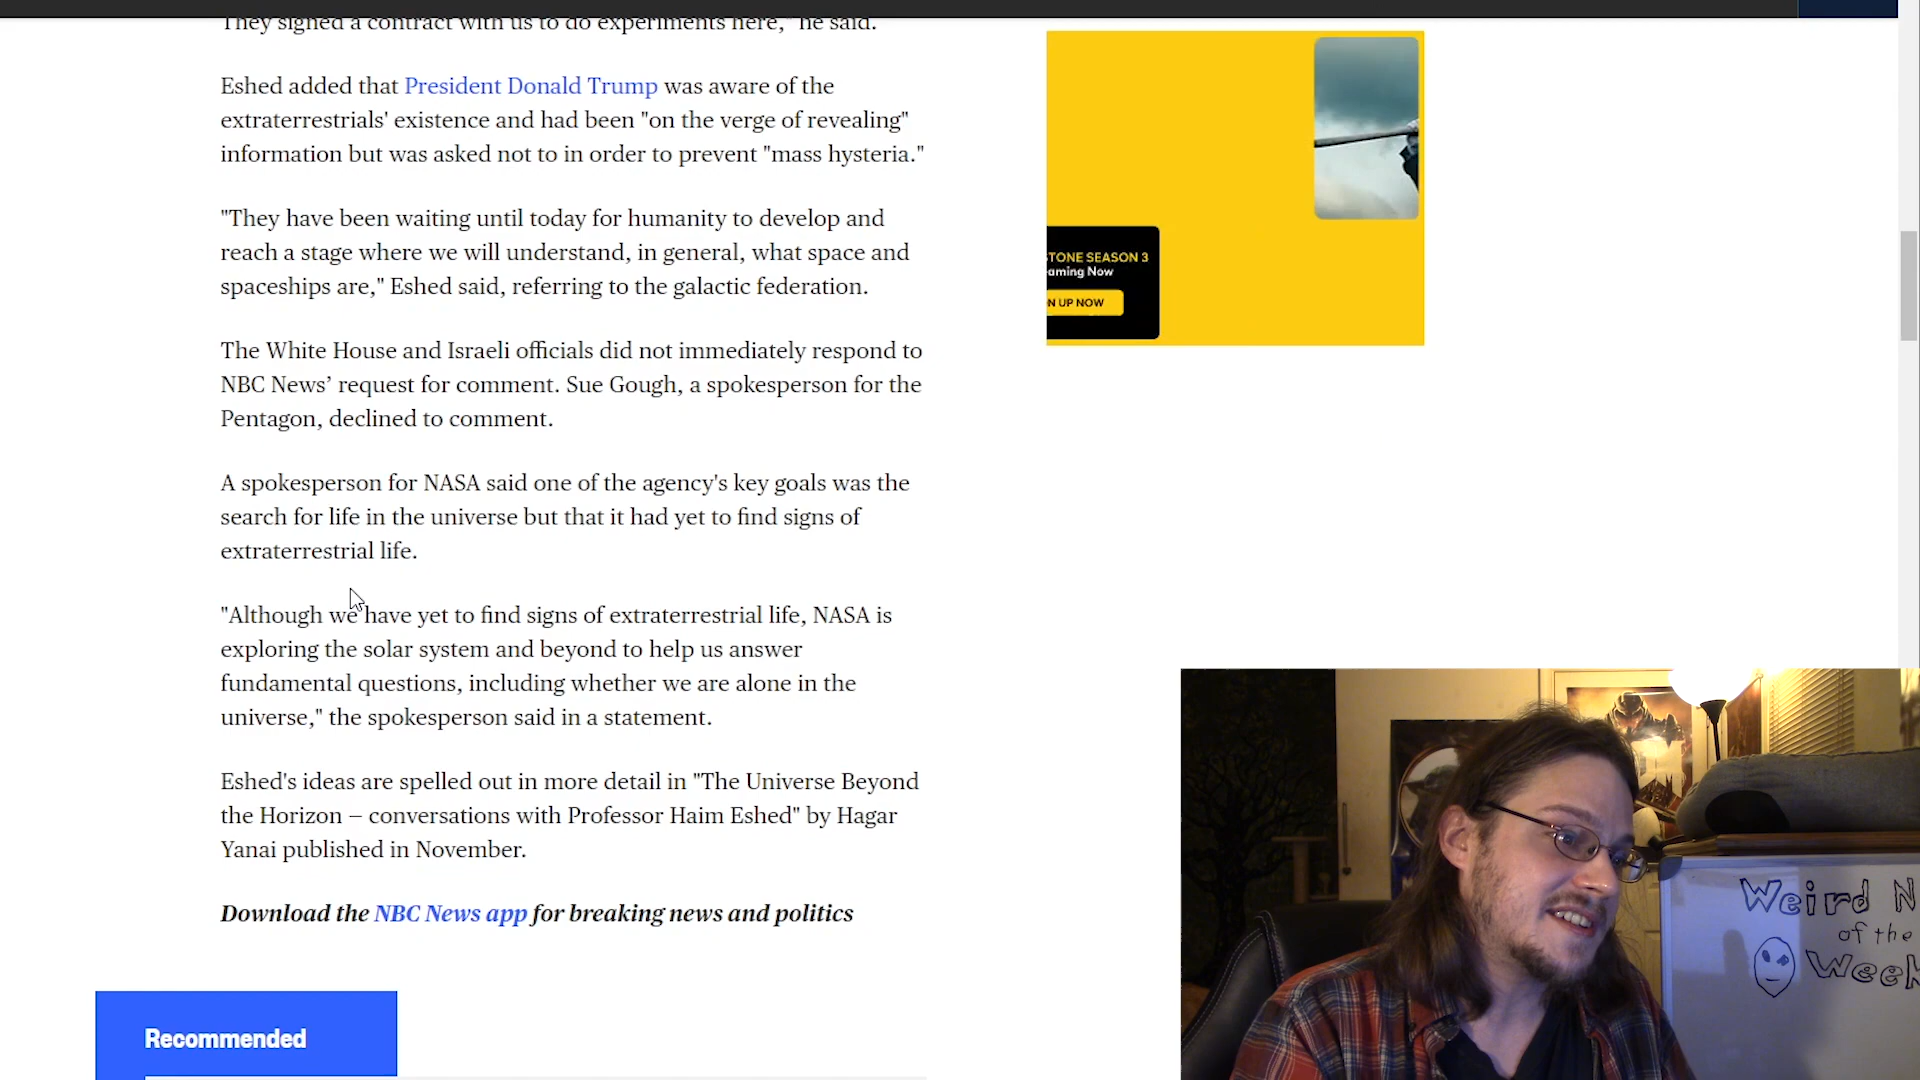 They signed a contract with us to do experiments here," he said.
Eshed added that President Donald Trump was aware of the
extraterrestrials' existence and had been "on the verge of revealing"
information but was asked not to in order to prevent "mass hysteria."
"They have been waiting until today for humanity to develop and
reach a stage where we will understand, in general, what space and
spaceships are," Eshed said, referring to the galactic federation.
The White House and Israeli officials did not immediately respond to
NBC News’ request for comment. Sue Gough, a spokesperson for the
Pentagon, declined to comment.
A spokesperson for NASA said one of the agency's key goals was the
search for life in the universe but that it had yet to find signs of
extraterrestrial life.
"Although we have yet to find signs of extraterrestrial life, NASA is
exploring the solar system and beyond to help us answer
fundamental questions, including whether we are alone in the
universe," the spokesperson said in a statement.
Eshed's ideas are spelled out in more detail in "The Universe Beyond
the Horizon – conversations with Professor Haim Eshed" by Hagar
Yanai published in November.
Download the NBC News app for breaking news and politics
Recommended
TONE SEASON 3
aming Now
N UP NOW
Weird N
of the
Week